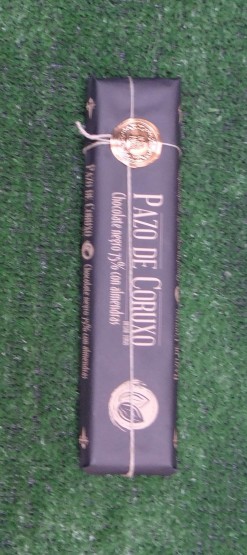 PAZO DE CORUXO
Chocolate negro 75% con almendras
PAZO DE CORUXO Chocolate negro 75% con almendras